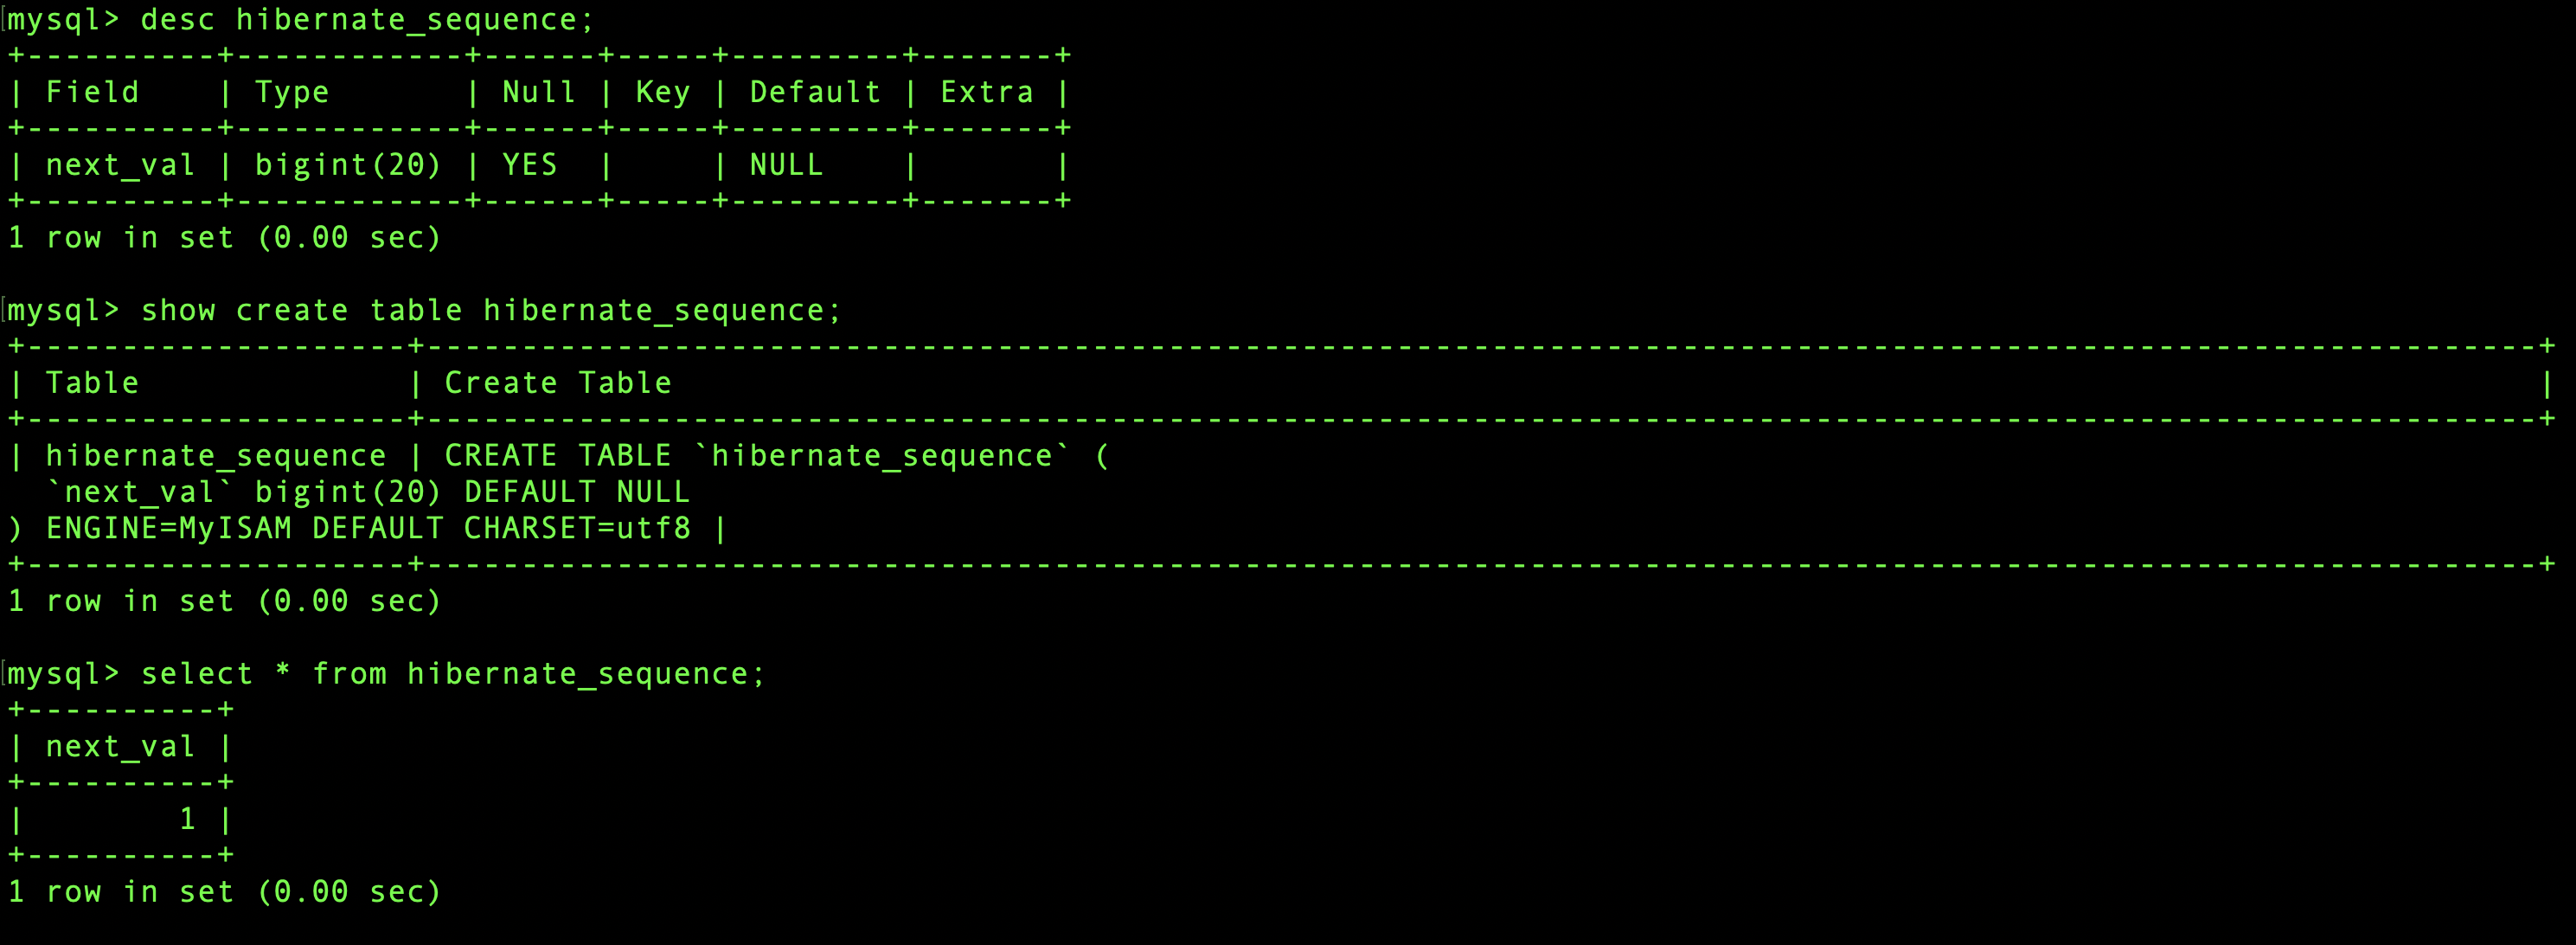 mysql> desc hibernate_sequence;
+----------+------------+------+-----+---------+-------+
| Field    | Type       | Null | Key | Default | Extra |
+----------+------------+------+-----+---------+-------+
| next_val | bigint(20) | YES  |     | NULL    |       |
+----------+------------+------+-----+---------+-------+
1 row in set (0.00 sec)
mysql> show create table hibernate_sequence;
+--------------------+---------------------------------------------------------------------------------------------------------------+
| Table              | Create Table                                                                                                  |
+--------------------+---------------------------------------------------------------------------------------------------------------+
| hibernate_sequence | CREATE TABLE `hibernate_sequence` (
  `next_val` bigint(20) DEFAULT NULL
) ENGINE=MyISAM DEFAULT CHARSET=utf8 |
+--------------------+---------------------------------------------------------------------------------------------------------------+
1 row in set (0.00 sec)
mysql> select * from hibernate_sequence;
+----------+
| next_val |
+----------+
|        1 |
+----------+
1 row in set (0.00 sec)